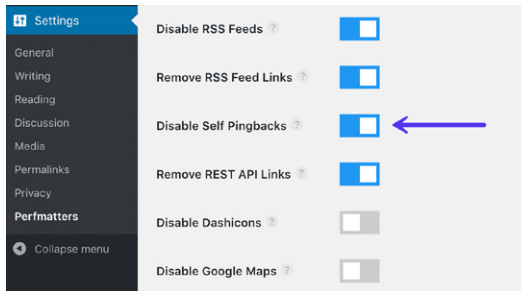 Settings
General
Writing
Reading
Discussion
Media
Permalinks
Privacy
Perfmatters
Collapse menu
Disable RSS Feeds ?
Remove RSS Feed Links ?
Disable Self Pingbacks ?
Remove REST API Links ?
Disable Dashicons ?
Disable Google Maps ?